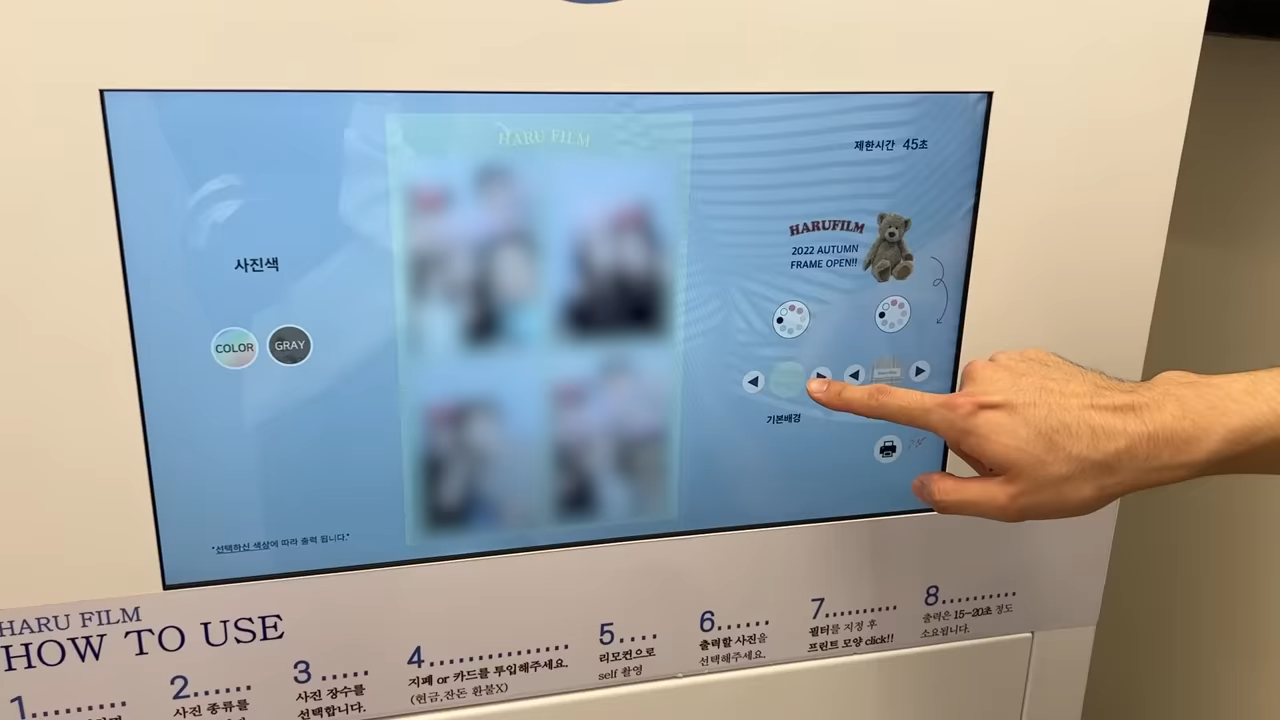 HARU FILM
제한시간 45초
HARUFILM
2022 AUTUMN
FRAME OPEN!!
사진색
COLOR
GRAY
기본배경
*선택하신 색상에 따라 출력 됩니다.*
HARU FILM
HOW TO USE
1
2
사진 종류를
3
사진 장수를
선택합니다.
4
지폐 or 카드를 투입해주세요.
(현금,잔돈 환불X)
5
리모컨으로
self 촬영
6
출력할 사진을
선택해주세요.
7
필터를 지정 후
프린트 모양 click!!
8
출력은 15-20초 정도
소요됩니다.